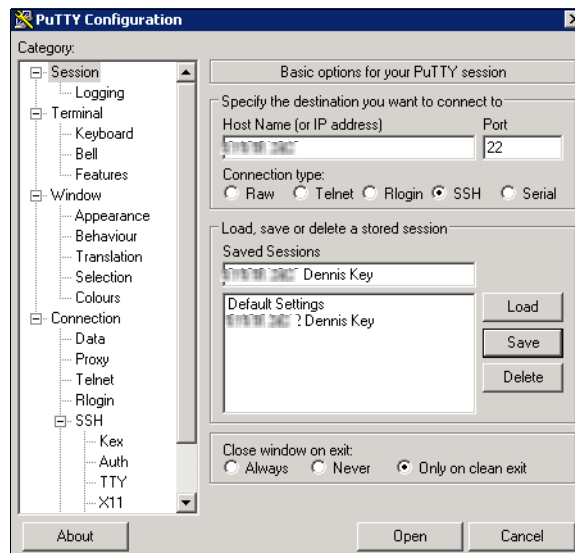 PuTTY Configuration
Category:
Session
Logging
Terminal
Keyboard
Bell
Features
Window
Appearance
Behaviour
Translation
Selection
Colours
Connection
Data
Proxy
Telnet
Rlogin
SSH
Kex
Auth
TTY
X11
Basic options for your PuTTY session
Specify the destination you want to connect to
Host Name (or IP address) Port
22
Connection type:
Raw Telnet Rlogin SSH Serial
Load, save or delete a stored session
Saved Sessions
Dennis Key
Default Settings
Dennis Key
Load
Save
Delete
Close window on exit:
Always Never Only on clean exit
About Open Cancel